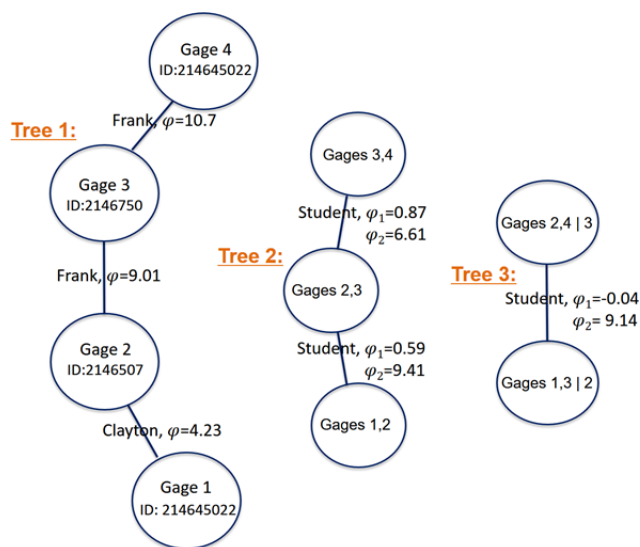 Gage 4
ID:214645022
Tree 1:
Frank, φ=10.7
Gage 3
ID:2146750
Frank, φ=9.01
Gage 2
ID:2146507
Clayton, φ=4.23
Gage 1
ID: 214645022
Gages 3,4
Student, φ₁=0.87
φ₂=6.61
Tree 2:
Gages 2,3
Student, φ₁=0.59
φ₂=9.41
Gages 1,2
Gages 2,4 | 3
Tree 3:
Student, φ₁=-0.04
φ₂= 9.14
Gages 1,3 | 2